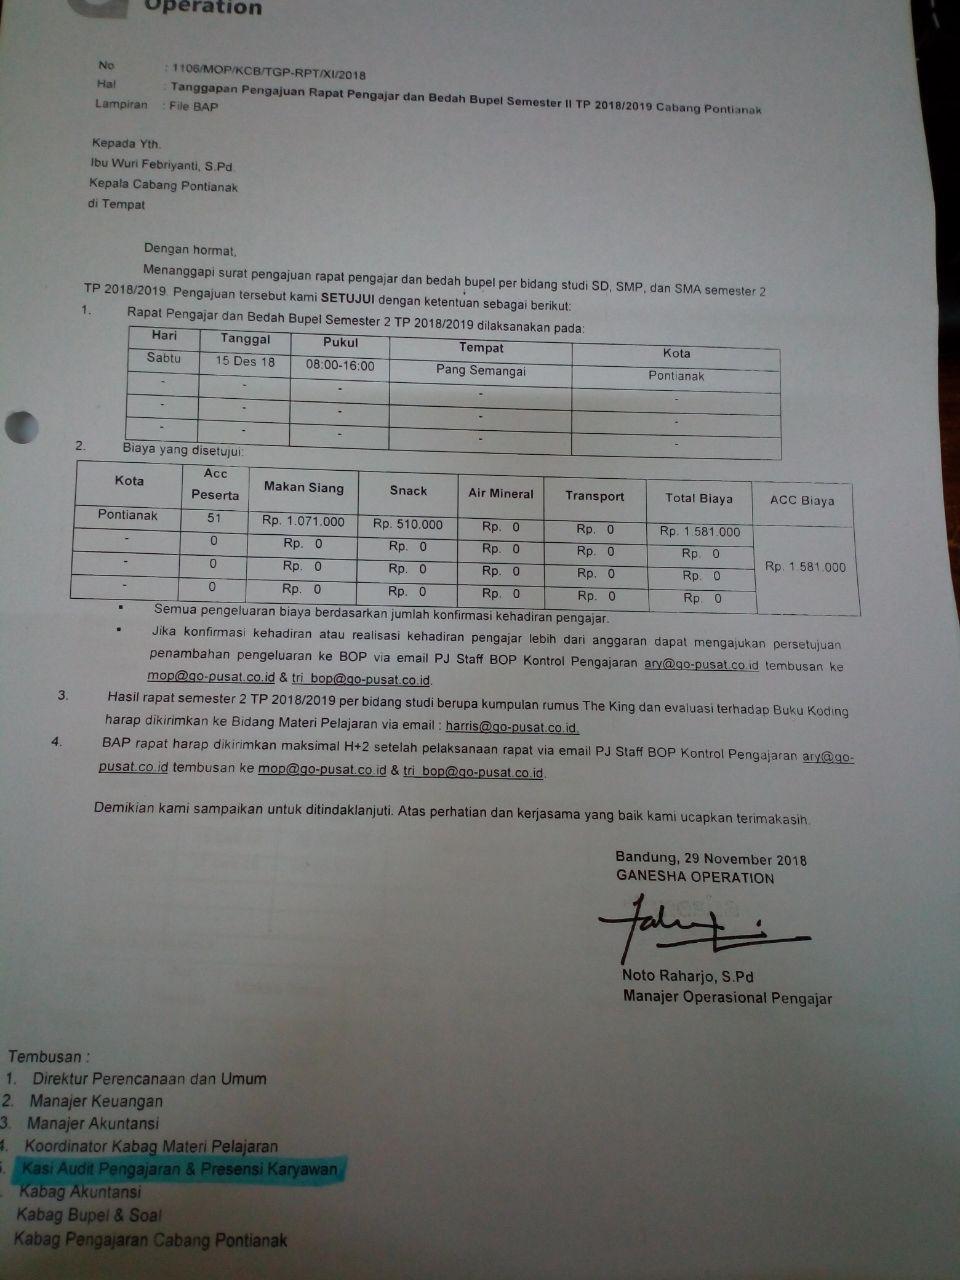 Operation
No : 1106/MOP/KCB/TGP-RPT/XI/2018
Hal : Tanggapan Pengajuan Rapat Pengajar dan Bedah Bupel Semester II TP 2018/2019 Cabang Pontianak
Lampiran : File BAP
Kepada Yth.
Ibu Wuri Febriyanti, S.Pd.
Kepala Cabang Pontianak
di Tempat
Dengan hormat,
Menanggapi surat pengajuan rapat pengajar dan bedah bupel per bidang studi SD, SMP, dan SMA semester 2
TP 2018/2019. Pengajuan tersebut kami SETUJUI dengan ketentuan sebagai berikut:
1. Rapat Pengajar dan Bedah Bupel Semester 2 TP 2018/2019 dilaksanakan pada:
Hari Tanggal Pukul Tempat Kota
Sabtu 15 Des 18 08:00-16:00 Pang Semangai Pontianak
- - - - -
- - - - -
- - - - -
2. Biaya yang disetujui:
Kota Acc Peserta Makan Siang Snack Air Mineral Transport Total Biaya ACC Biaya
Pontianak 51 Rp. 1.071.000 Rp. 510.000 Rp. 0 Rp. 0 Rp. 1.581.000 Rp. 1.581.000
- 0 Rp. 0 Rp. 0 Rp. 0 Rp. 0 Rp. 0
- 0 Rp. 0 Rp. 0 Rp. 0 Rp. 0 Rp. 0
- 0 Rp. 0 Rp. 0 Rp. 0 Rp. 0 Rp. 0
▪ Semua pengeluaran biaya berdasarkan jumlah konfirmasi kehadiran pengajar.
▪ Jika konfirmasi kehadiran atau realisasi kehadiran pengajar lebih dari anggaran dapat mengajukan persetujuan
penambahan pengeluaran ke BOP via email PJ Staff BOP Kontrol Pengajaran ary@go-pusat.co.id tembusan ke
mop@go-pusat.co.id & tri_bop@go-pusat.co.id.
3. Hasil rapat semester 2 TP 2018/2019 per bidang studi berupa kumpulan rumus The King dan evaluasi terhadap Buku Koding
harap dikirimkan ke Bidang Materi Pelajaran via email : harris@go-pusat.co.id.
4. BAP rapat harap dikirimkan maksimal H+2 setelah pelaksanaan rapat via email PJ Staff BOP Kontrol Pengajaran ary@go-
pusat.co.id tembusan ke mop@go-pusat.co.id & tri_bop@go-pusat.co.id.
Demikian kami sampaikan untuk ditindaklanjuti. Atas perhatian dan kerjasama yang baik kami ucapkan terimakasih.
Bandung, 29 November 2018
GANESHA OPERATION
Noto Raharjo, S.Pd
Manajer Operasional Pengajar
Tembusan :
1. Direktur Perencanaan dan Umum
2. Manajer Keuangan
3. Manajer Akuntansi
4. Koordinator Kabag Materi Pelajaran
5. Kasi Audit Pengajaran & Presensi Karyawan
Kabag Akuntansi
Kabag Bupel & Soal
Kabag Pengajaran Cabang Pontianak